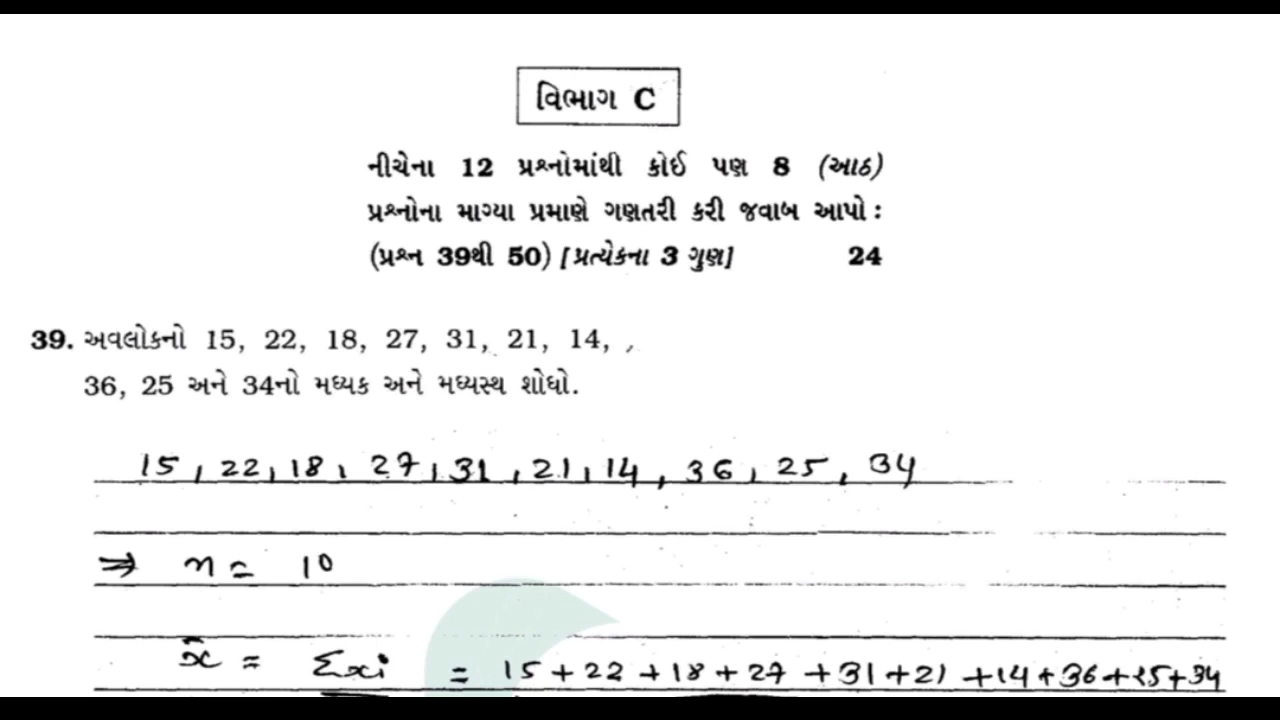 વિભાગ C
નીચેના 12 પ્રશ્નોમાંથી કોઈ પણ 8 (આઠ)
પ્રશ્નોના માગ્યા પ્રમાણે ગણતરી કરી જવાબ આપો :
(પ્રશ્ન 39થી 50) [પ્રત્યેકના 3 ગુણ] 24
39. અવલોકનો 15, 22, 18, 27, 31, 21, 14,
36, 25 અને 34નો મધ્યક અને મધ્યસ્થ શોધો.
15, 22, 18, 27, 31, 21, 14, 36, 25, 34
⇒ n = 10
x̄ = Σxi = 15+22+18+27+31+21+14+36+25+34